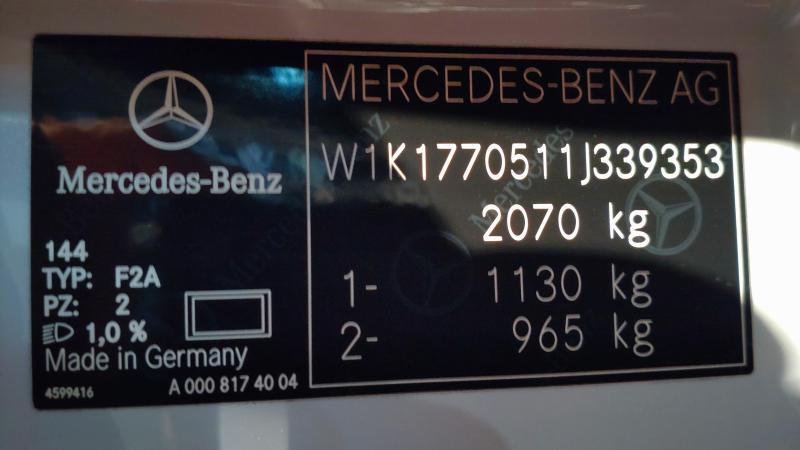 Mercedes-Benz
144
TYP: F2A
PZ: 2
1,0 %
Made in Germany
4599416
A 000 817 40 04
MERCEDES-BENZ AG
W1K1770511J339353
2070 kg
1- 1130 kg
2- 965 kg